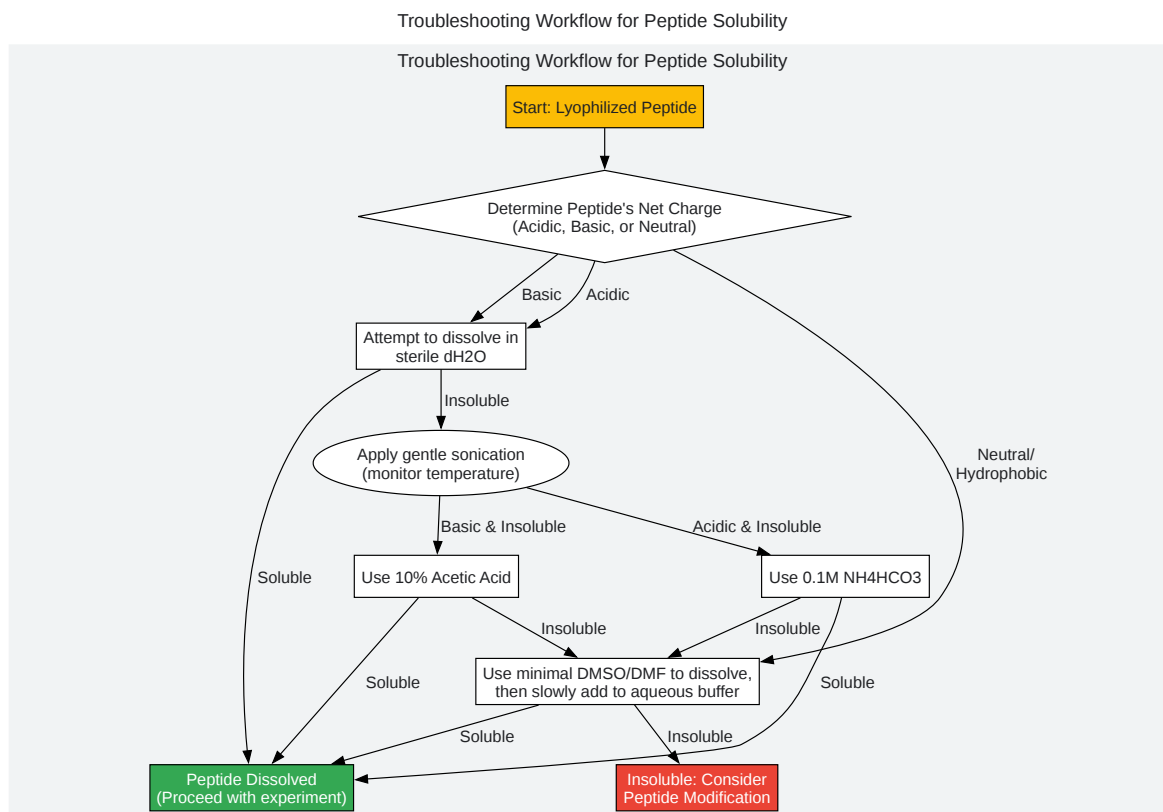 Troubleshooting Workflow for Peptide Solubility
Troubleshooting Workflow for Peptide Solubility
Start: Lyophilized Peptide
Determine Peptide's Net Charge
(Acidic, Basic, or Neutral)
Basic
Acidic
Attempt to dissolve in
sterile dH2O
Insoluble
Apply gentle sonication
(monitor temperature)
Neutral/
Hydrophobic
Basic & Insoluble
Acidic & Insoluble
Soluble
Use 10% Acetic Acid
Use 0.1M NH4HCO3
Insoluble
Insoluble
Use minimal DMSO/DMF to dissolve,
then slowly add to aqueous buffer
Soluble
Soluble
Soluble
Insoluble
Peptide Dissolved
(Proceed with experiment)
Insoluble: Consider
Peptide Modification